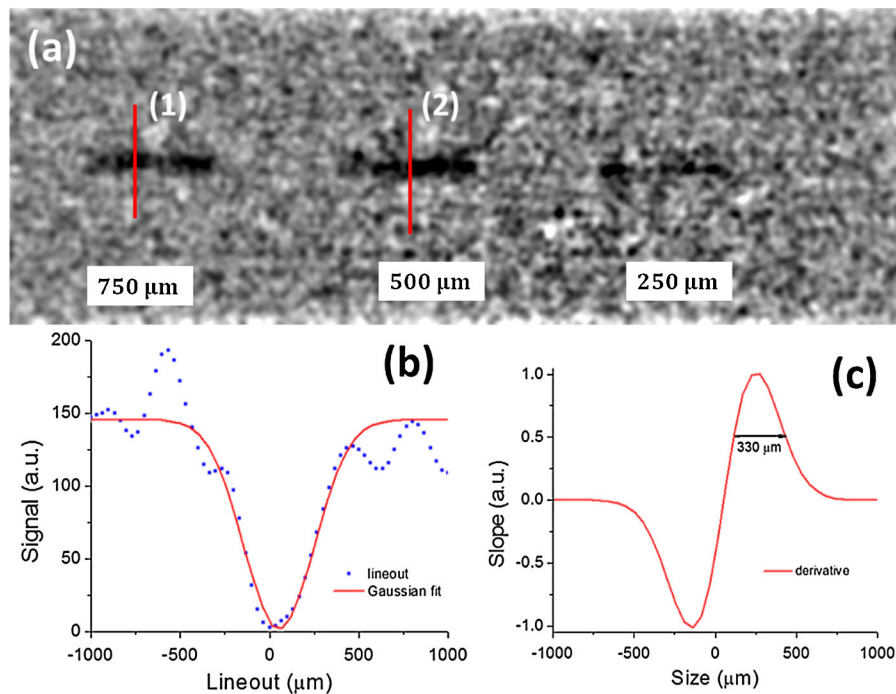 (a)
(1)
(2)
750 µm
500 µm
250 µm
(b)
200
150
100
50
0
Signal (a.u.)
lineout
Gaussian fit
-1000
-500
0
500
1000
Lineout (µm)
(c)
1.0
0.5
0.0
-0.5
-1.0
Slope (a.u.)
330 µm
derivative
-1000
-500
0
500
1000
Size (µm)